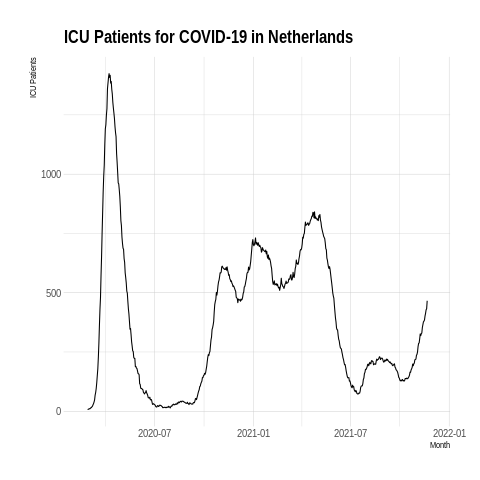 ICU Patients for COVID-19 in Netherlands
ICU Patients
1000
500
0
2020-07
2021-01
2021-07
2022-01
Month